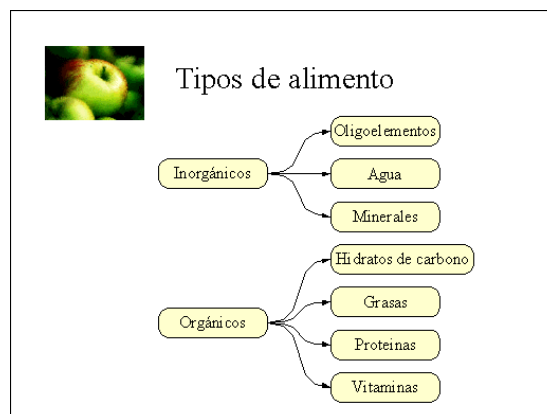 Tipos de alimento
Inorgánicos
Oligoelementos
Agua
Minerales
Orgánicos
Hidratos de carbono
Grasas
Proteinas
Vitaminas